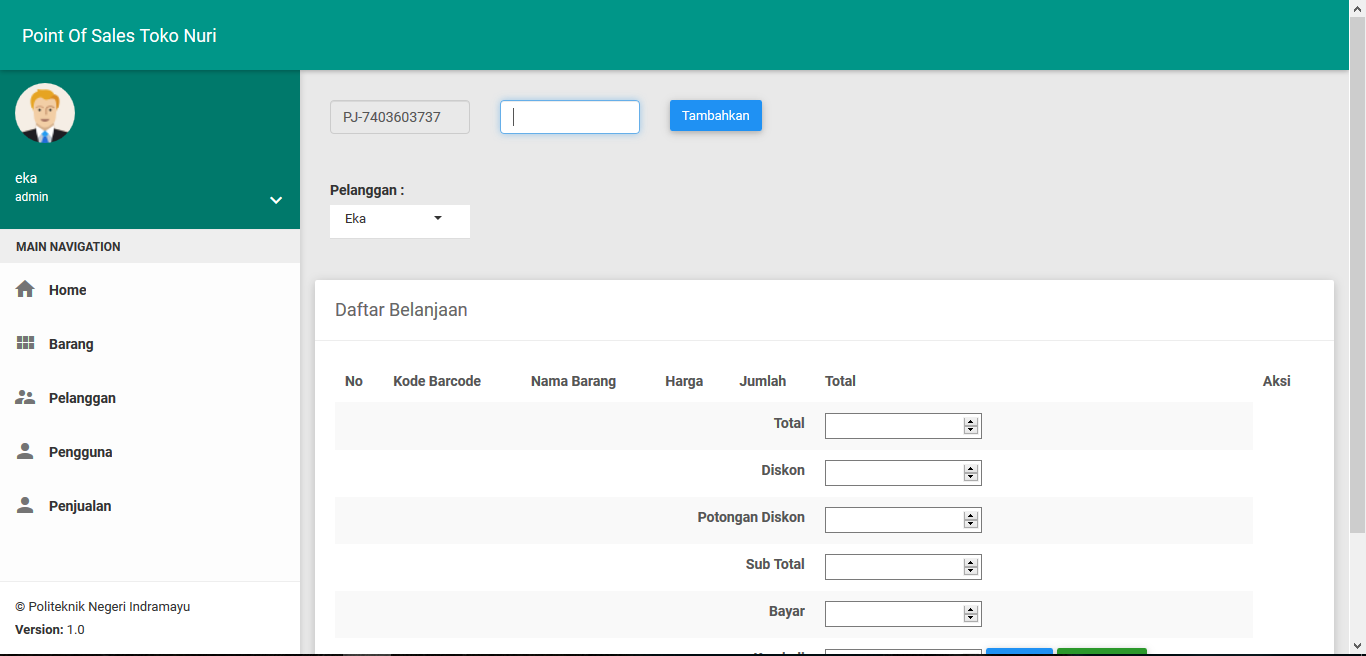 Point Of Sales Toko Nuri
PJ-7403603737
Tambahkan
eka
admin
Pelanggan :
Eka
MAIN NAVIGATION
Home
Barang
Pelanggan
Pengguna
Penjualan
© Politeknik Negeri Indramayu
Version: 1.0
Daftar Belanjaan
No Kode Barcode Nama Barang Harga Jumlah Total Aksi
Total
Diskon
Potongan Diskon
Sub Total
Bayar